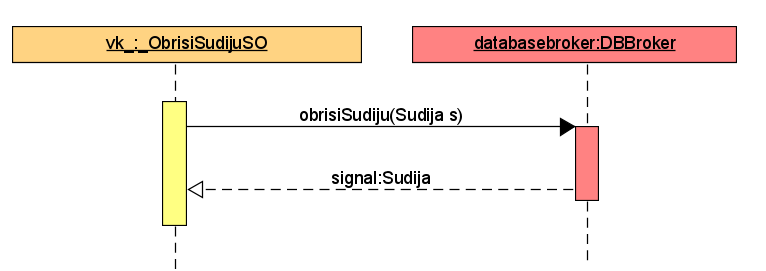 vk_:_ObrisiSudijuSO
databasebroker:DBBroker
obrisiSudiju(Sudija s)
signal:Sudija